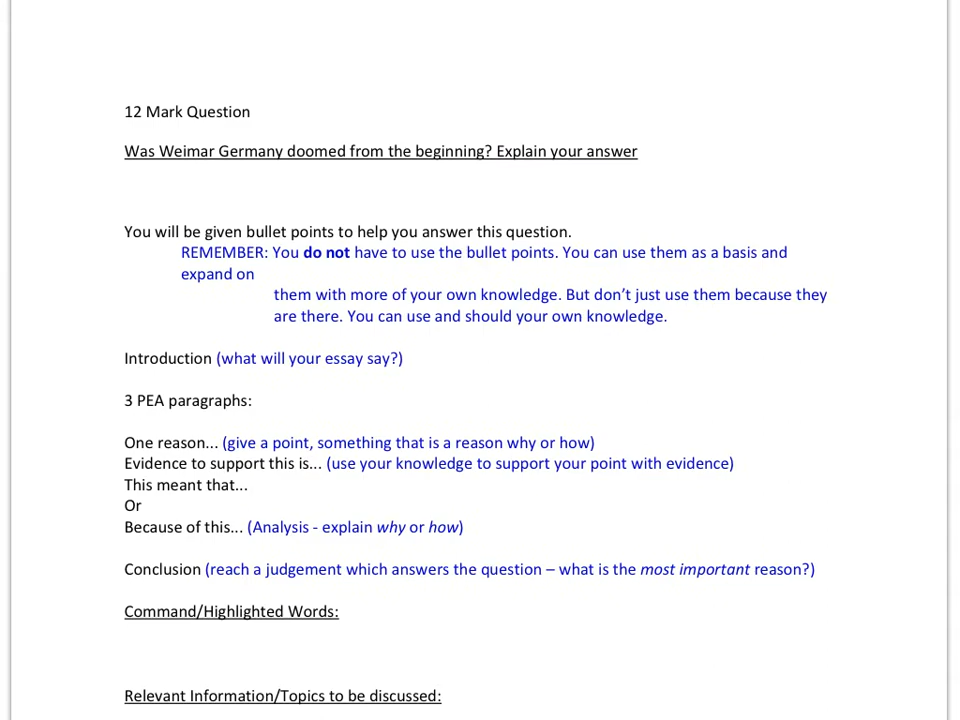 12 Mark Question
Was Weimar Germany doomed from the beginning? Explain your answer
You will be given bullet points to help you answer this question.
REMEMBER: You do not have to use the bullet points. You can use them as a basis and
expand on
them with more of your own knowledge. But don’t just use them because they
are there. You can use and should your own knowledge.
Introduction (what will your essay say?)
3 PEA paragraphs:
One reason... (give a point, something that is a reason why or how)
Evidence to support this is... (use your knowledge to support your point with evidence)
This meant that...
Or
Because of this... (Analysis - explain why or how)
Conclusion (reach a judgement which answers the question – what is the most important reason?)
Command/Highlighted Words:
Relevant Information/Topics to be discussed: